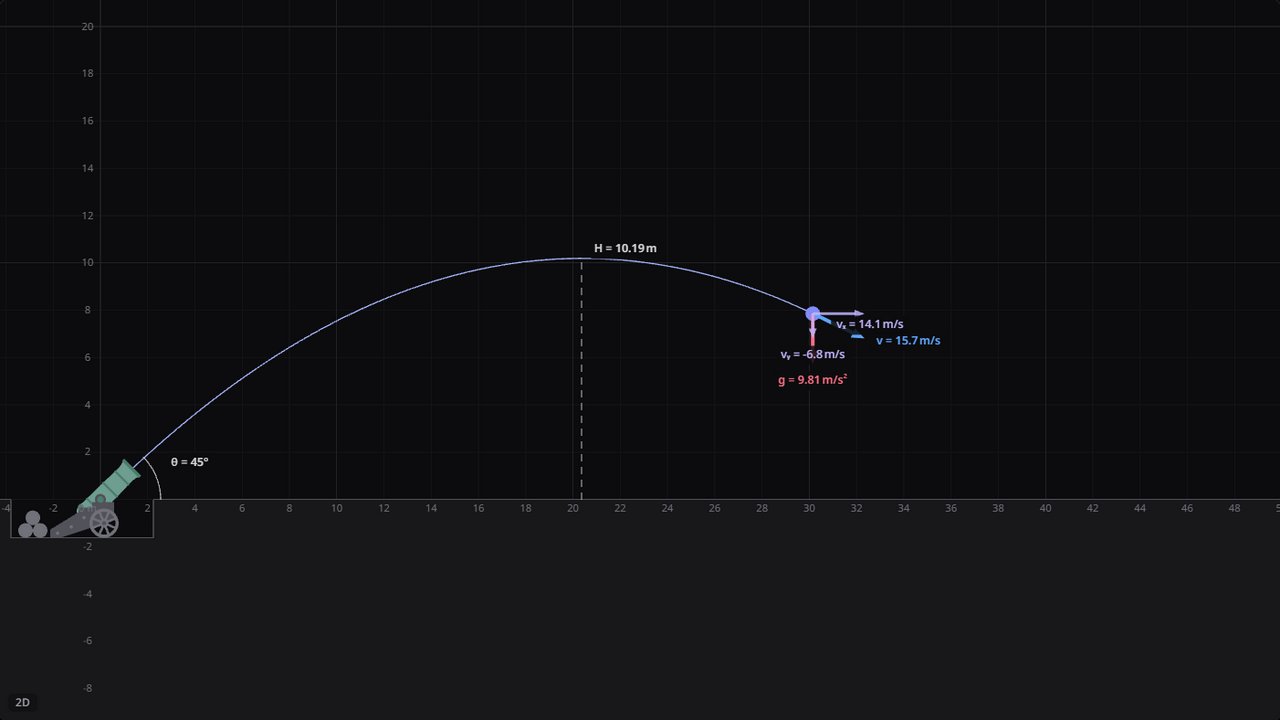 20
18
16
14
12
H = 10.19 m
10
8
vₓ = 14.1 m/s
v = 15.7 m/s
6
vᵧ = -6.8 m/s
g = 9.81 m/s²
4
2
θ = 45°
-4 -2 2 4 6 8 10 12 14 16 18 20 22 24 26 28 30 32 34 36 38 40 42 44 46 48
-2
-4
-6
-8
2D